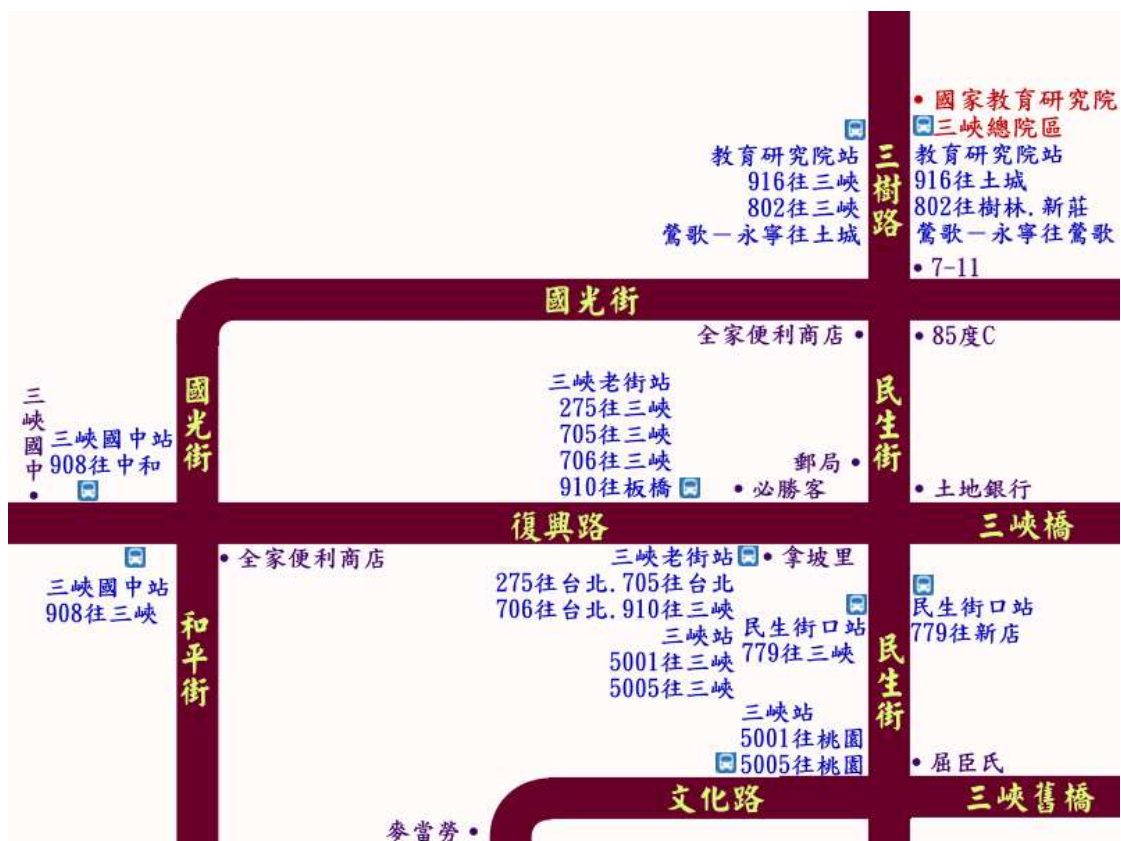 國家教育研究院
三峽總院區
教育研究院站
916往三峽
802往三峽
鶯歌－永寧往土城
三樹路
教育研究院站
916往土城
802往樹林.新莊
鶯歌－永寧往鶯歌
7-11
國光街
全家便利商店
85度C
三峽國中
三峽國中站
908往中和
國光街
三峽老街站
275往三峽
705往三峽
706往三峽
910往板橋
必勝客
郵局
民生街
土地銀行
復興路
三峽橋
三峽國中站
908往三峽
全家便利商店
和平街
三峽老街站
拿坡里
275往台北.705往台北
706往台北.910往三峽
三峽站
5001往三峽
5005往三峽
民生街口站
779往三峽
民生街口站
779往新店
民生街
三峽站
5001往桃園
5005往桃園
屈臣氏
文化路
三峽舊橋
麥當勞